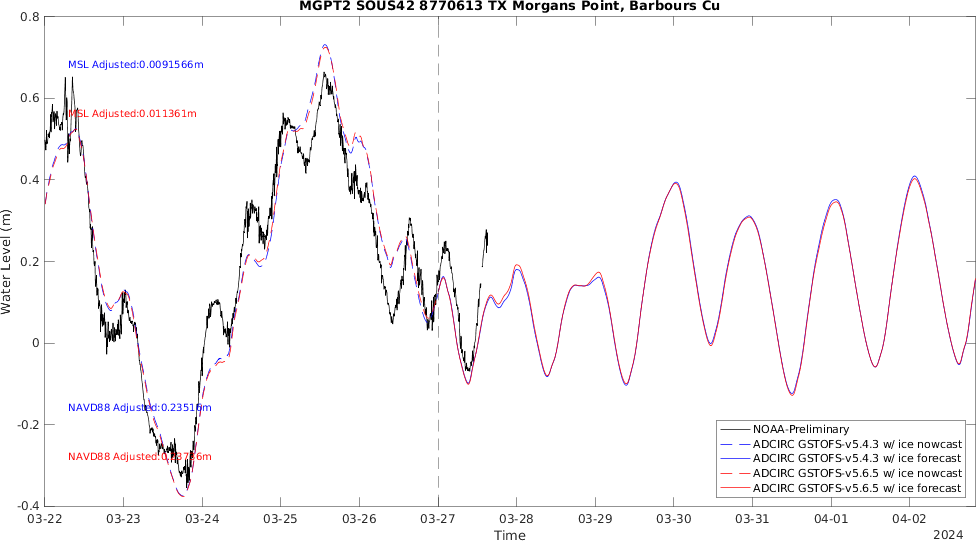 MGPT2 SOUS42 8770613 TX Morgans Point, Barbours Cu
0.8
0.6
0.4
0.2
0
-0.2
-0.4
Water Level (m)
MSL Adjusted:0.0091566m
MSL Adjusted:0.011361m
NAVD88 Adjusted:0.23516m
NAVD88 Adjusted:
NOAA-Preliminary
ADCIRC GSTOFS-v5.4.3 w/ ice nowcast
ADCIRC GSTOFS-v5.4.3 w/ ice forecast
ADCIRC GSTOFS-v5.6.5 w/ ice nowcast
ADCIRC GSTOFS-v5.6.5 w/ ice forecast
03-22 03-23 03-24 03-25 03-26 03-27 03-28 03-29 03-30 03-31 04-01 04-02
Time
2024